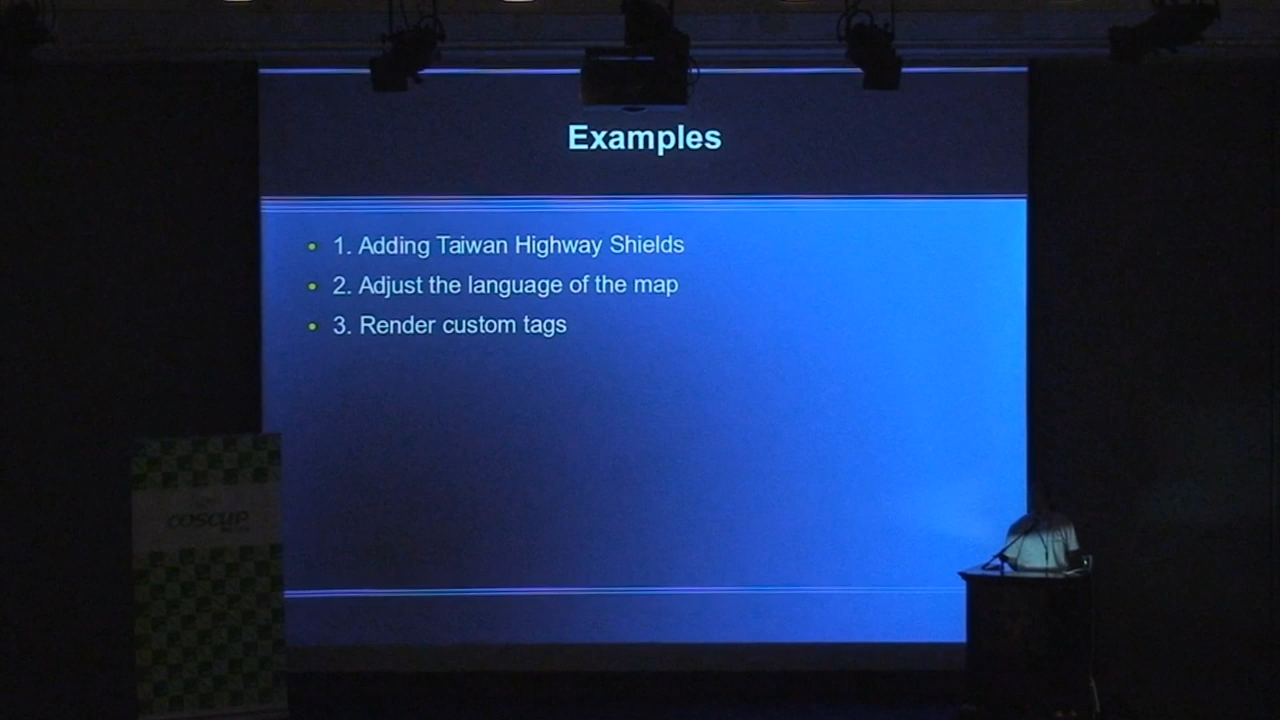 Examples
• 1. Adding Taiwan Highway Shields
• 2. Adjust the language of the map
• 3. Render custom tags
COSCUP